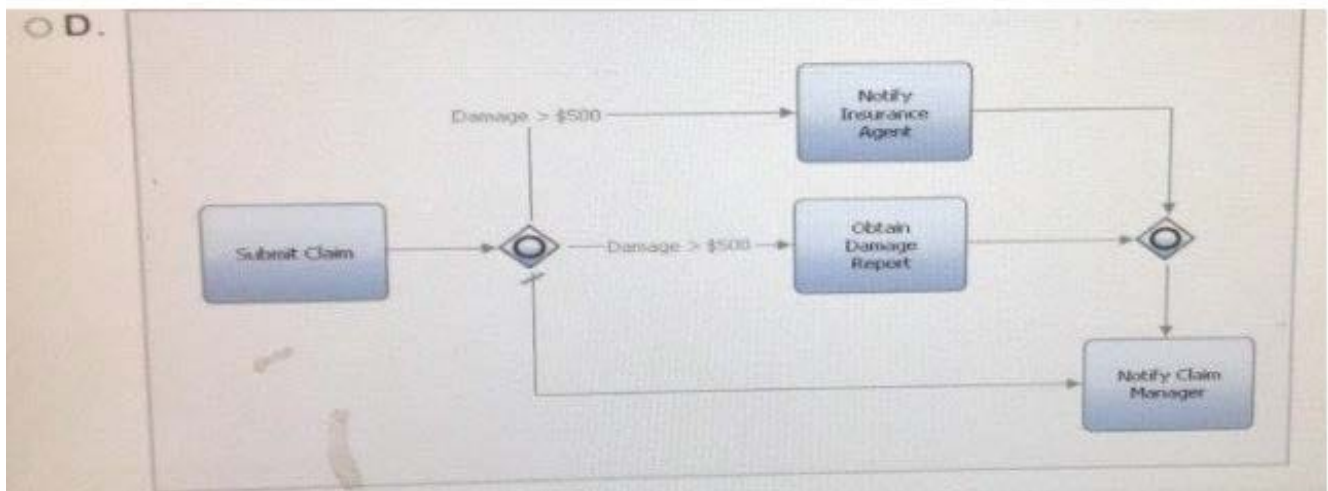 D.
Damage > $500
Notify
Insurance
Agent
Submit Claim
Damage > $500
Obtain
Damage
Report
Notify Claim
Manager